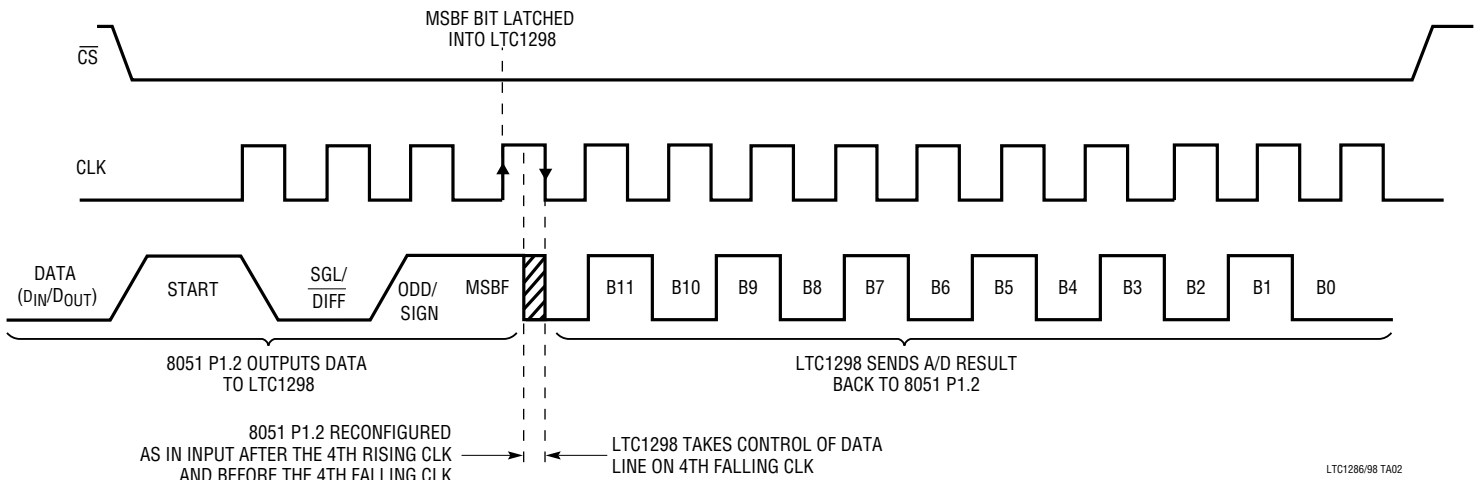 MSBF BIT LATCHED
INTO LTC1298
CS
CLK
DATA
(DIN/DOUT)
START
SGL/
DIFF
ODD/
SIGN
MSBF
B11
B10
B9
B8
B7
B6
B5
B4
B3
B2
B1
B0
8051 P1.2 OUTPUTS DATA
TO LTC1298
LTC1298 SENDS A/D RESULT
BACK TO 8051 P1.2
8051 P1.2 RECONFIGURED
AS IN INPUT AFTER THE 4TH RISING CLK
AND BEFORE THE 4TH FALLING CLK
LTC1298 TAKES CONTROL OF DATA
LINE ON 4TH FALLING CLK
LTC1286/98 TA02